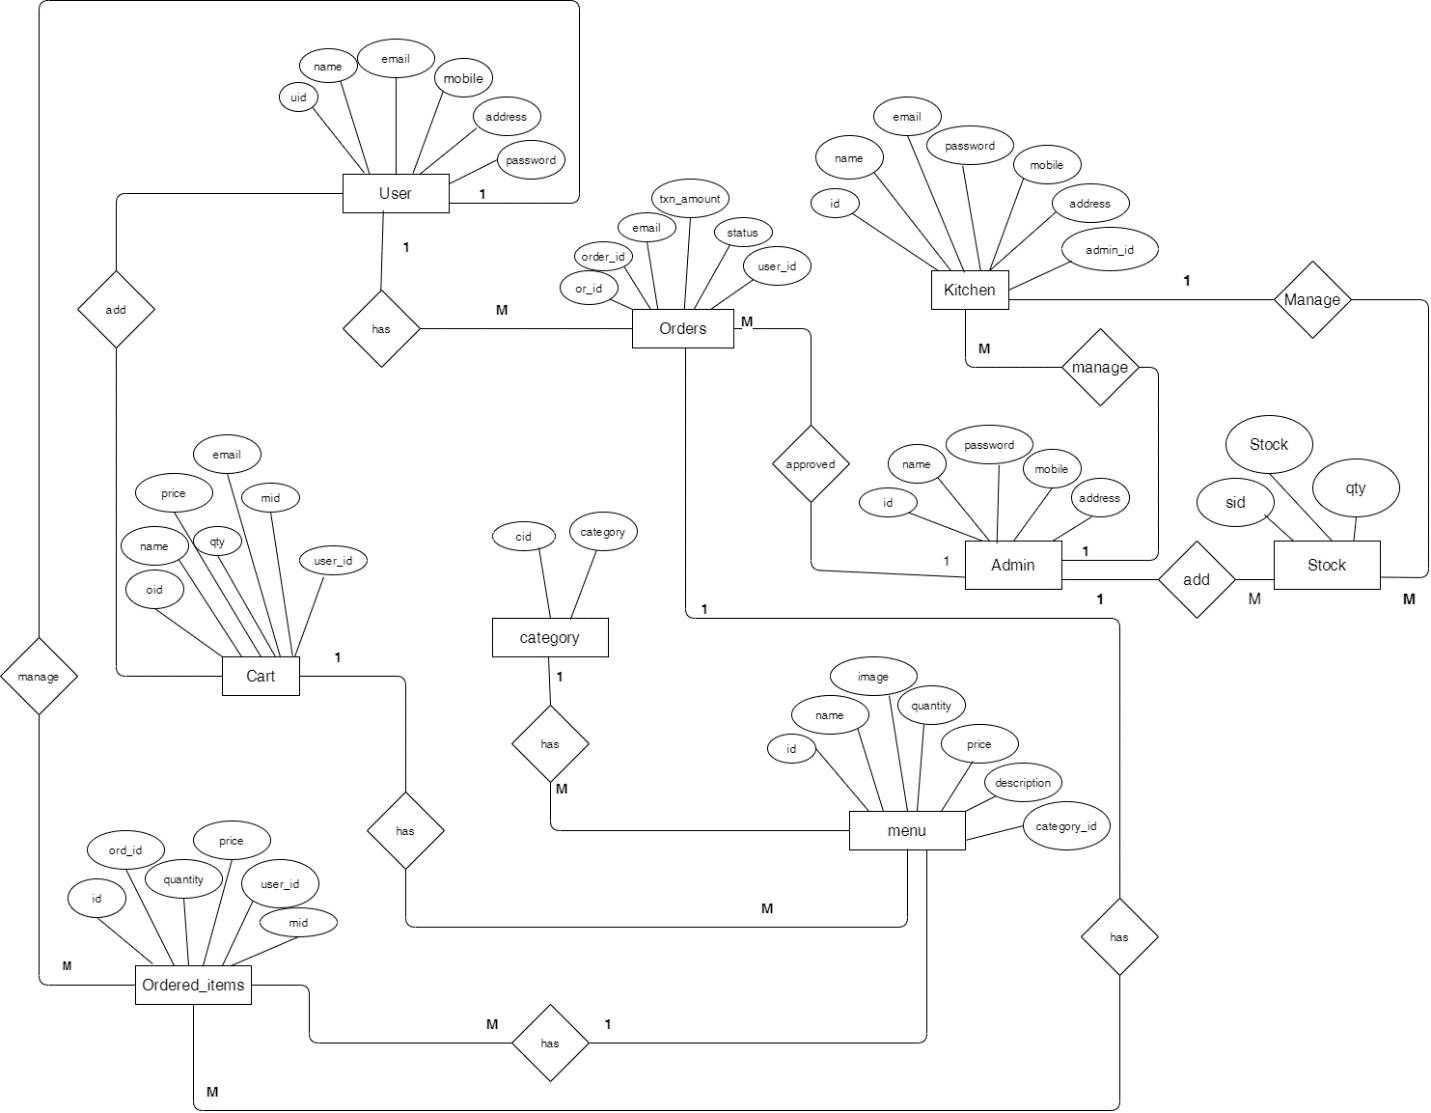 email
name
mobile
uid
address
password
User
1
1
add
has
M
txn_amount
email
status
order_id
user_id
or_id
Orders
M
email
password
name
mobile
id
address
admin_id
Kitchen
1
Manage
M
manage
approved
password
name
mobile
id
address
Admin
1
1
1
add
M
Stock
sid
qty
Stock
M
email
price
mid
name
qty
user_id
oid
Cart
1
manage
cid
category
category
1
has
M
1
image
name
quantity
id
price
description
category_id
menu
has
M
has
price
ord_id
quantity
user_id
id
mid
Ordered_items
M
M
has
1
M